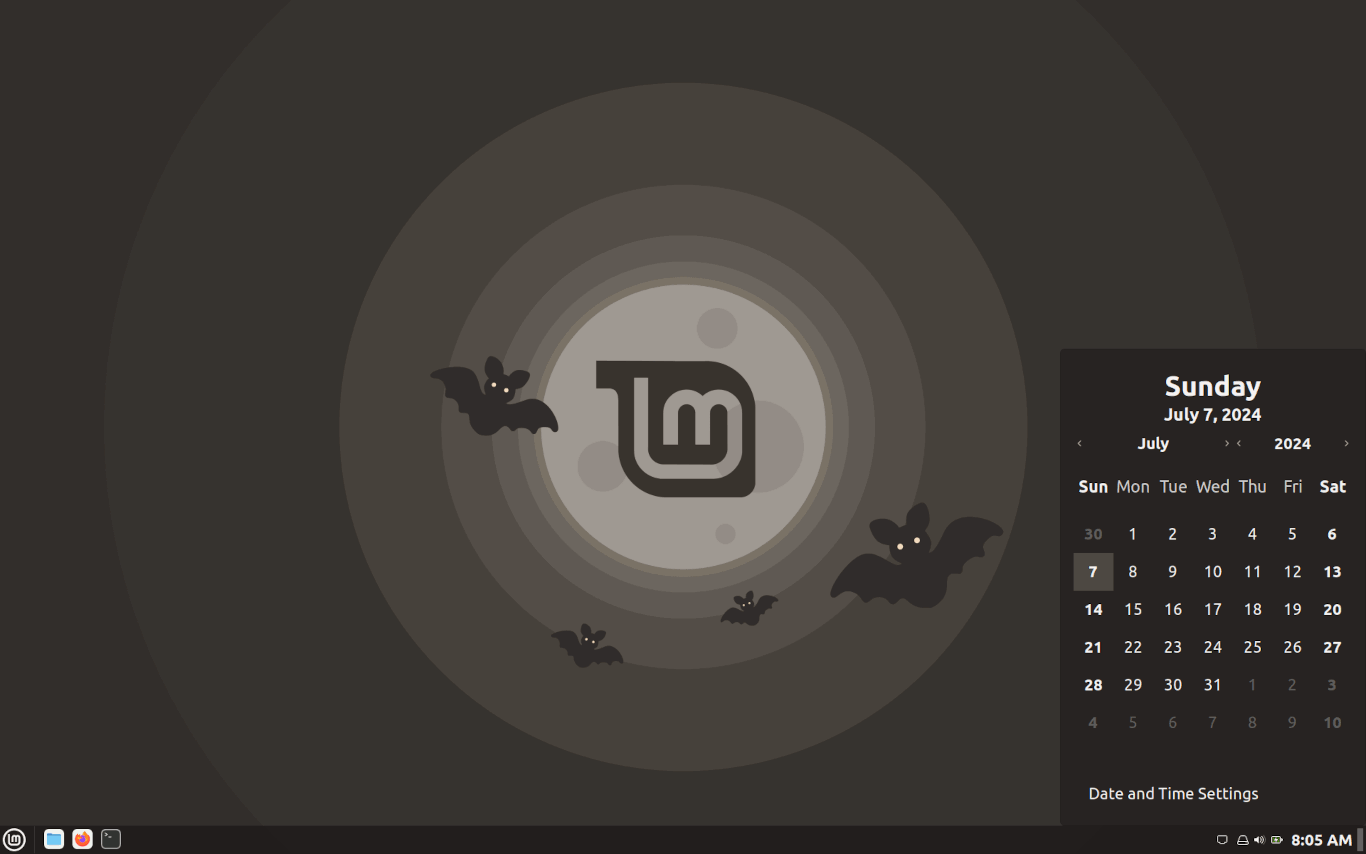 Sunday
July 7, 2024
‹ July › ‹ 2024 ›
Sun Mon Tue Wed Thu Fri Sat
30 1 2 3 4 5 6
7 8 9 10 11 12 13
14 15 16 17 18 19 20
21 22 23 24 25 26 27
28 29 30 31 1 2 3
4 5 6 7 8 9 10
Date and Time Settings
8:05 AM